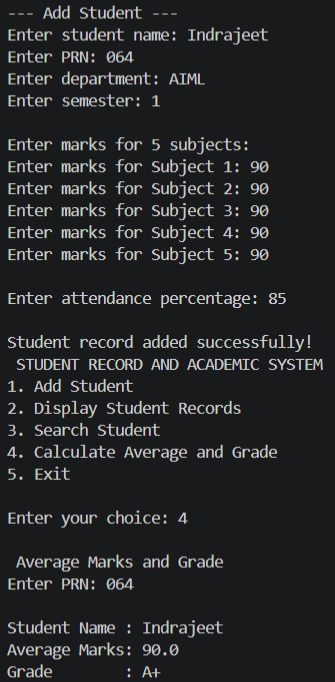 --- Add Student ---
Enter student name: Indrajeet
Enter PRN: 064
Enter department: AIML
Enter semester: 1

Enter marks for 5 subjects:
Enter marks for Subject 1: 90
Enter marks for Subject 2: 90
Enter marks for Subject 3: 90
Enter marks for Subject 4: 90
Enter marks for Subject 5: 90

Enter attendance percentage: 85

Student record added successfully!
 STUDENT RECORD AND ACADEMIC SYSTEM
1. Add Student
2. Display Student Records
3. Search Student
4. Calculate Average and Grade
5. Exit

Enter your choice: 4

 Average Marks and Grade
Enter PRN: 064

Student Name : Indrajeet
Average Marks: 90.0
Grade        : A+